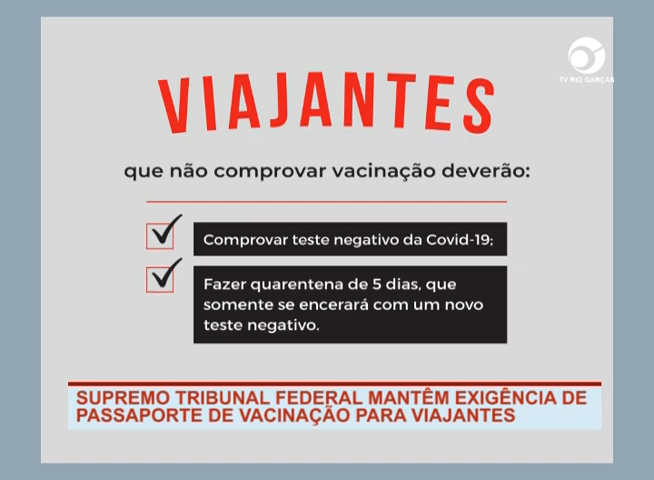 TV RIO GARÇAS
VIAJANTES
que não comprovar vacinação deverão:
Comprovar teste negativo da Covid-19;
Fazer quarentena de 5 dias, que
somente se encerará com um novo
teste negativo.
SUPREMO TRIBUNAL FEDERAL MANTÊM EXIGÊNCIA DE
PASSAPORTE DE VACINAÇÃO PARA VIAJANTES